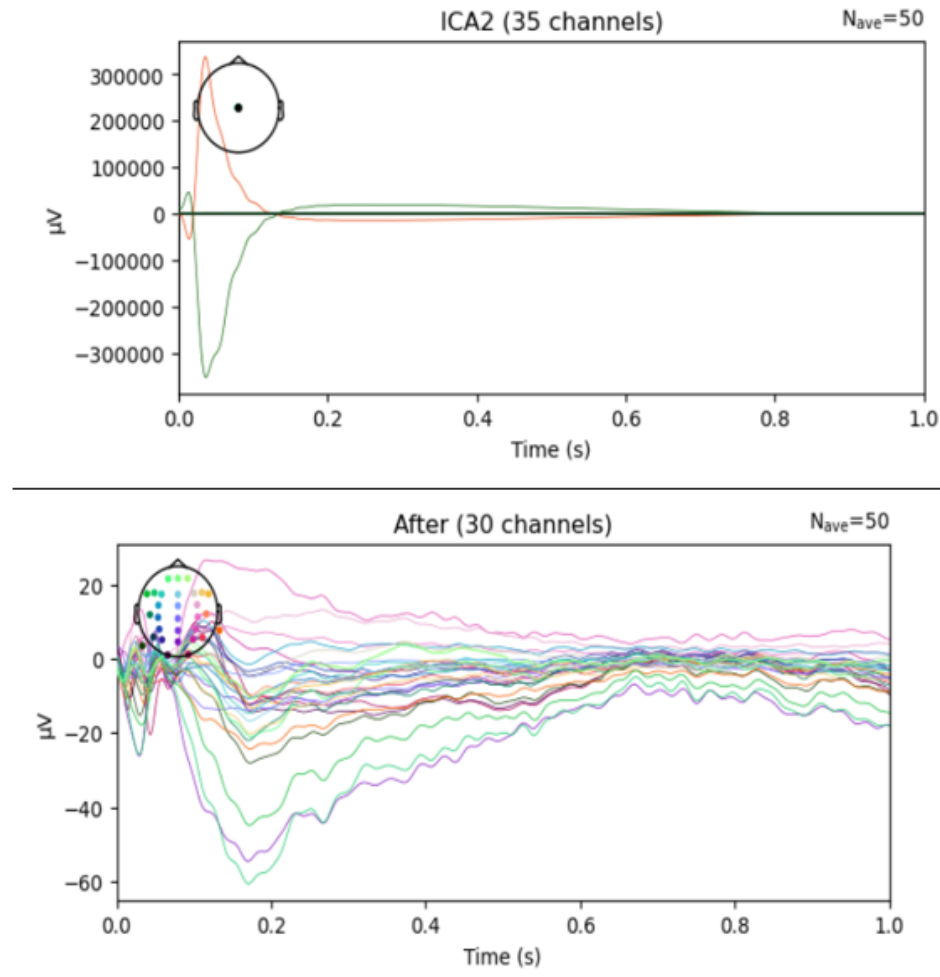 ICA2 (35 channels)
N_ave=50
300000
200000
100000
0
−100000
−200000
−300000
µV
0.0 0.2 0.4 0.6 0.8 1.0
Time (s)
After (30 channels)
N_ave=50
20
0
−20
−40
−60
µV
0.0 0.2 0.4 0.6 0.8 1.0
Time (s)